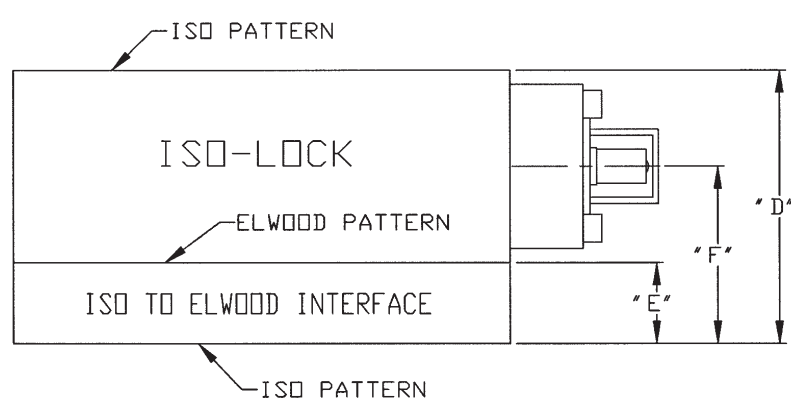 ISO PATTERN
ISO-LOCK
ELWOOD PATTERN
"D"
"F"
ISO TO ELWOOD INTERFACE
"E"
ISO PATTERN